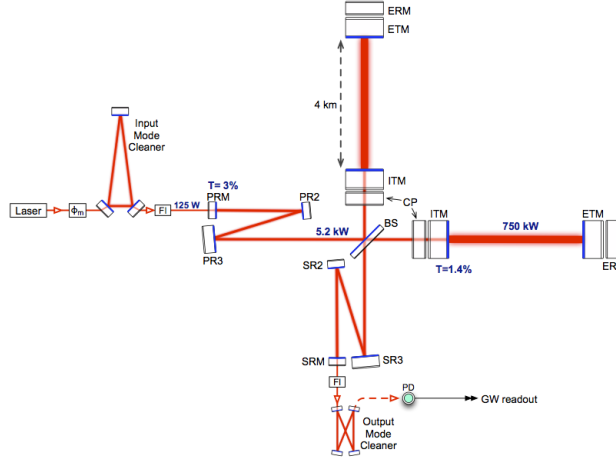 ERM
ETM
4 km
Input
Mode
Cleaner
ITM
T= 3%
PRM
PR2
CP
Laser
Φm
FI
125 W
BS
ITM
ETM
5.2 kW
750 kW
PR3
ER
SR2
T=1.4%
SRM
SR3
FI
PD
GW readout
Output
Mode
Cleaner